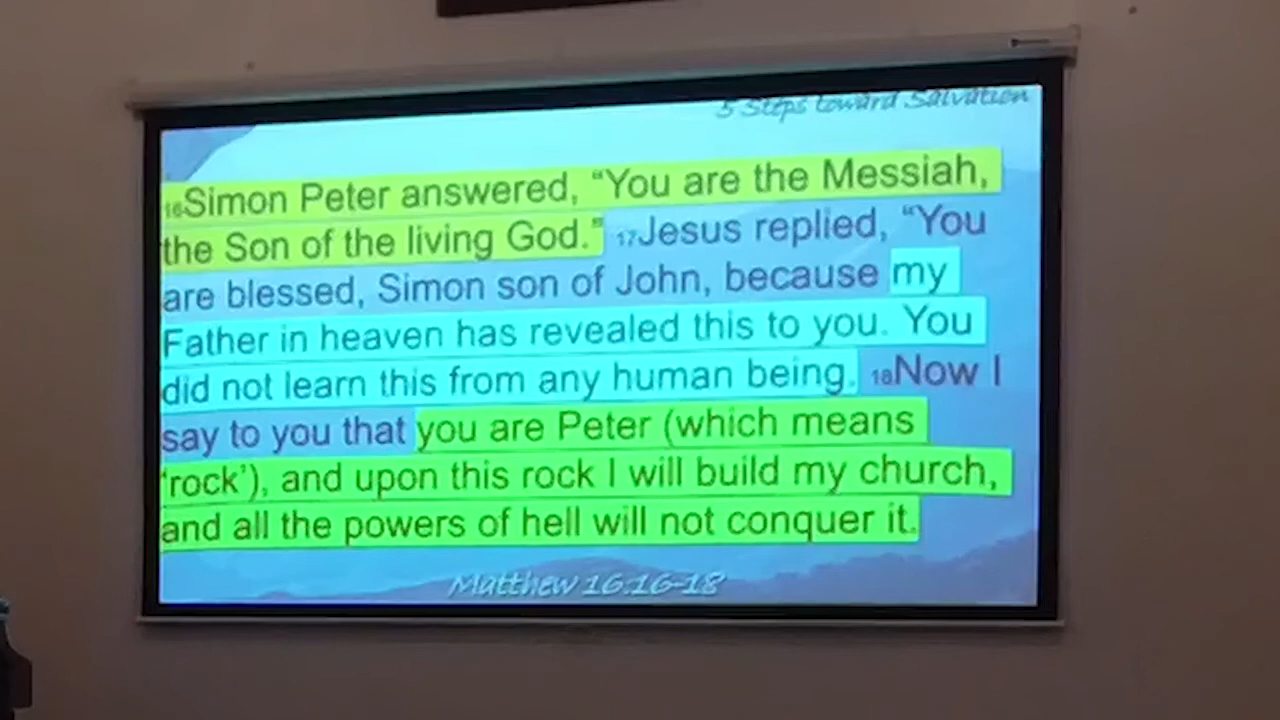 5 Steps toward Salvation
16Simon Peter answered, “You are the Messiah,
the Son of the living God.” 17Jesus replied, “You
are blessed, Simon son of John, because my
Father in heaven has revealed this to you. You
did not learn this from any human being. 18Now I
say to you that you are Peter (which means
‘rock’), and upon this rock I will build my church,
and all the powers of hell will not conquer it.
Matthew 16:16-18